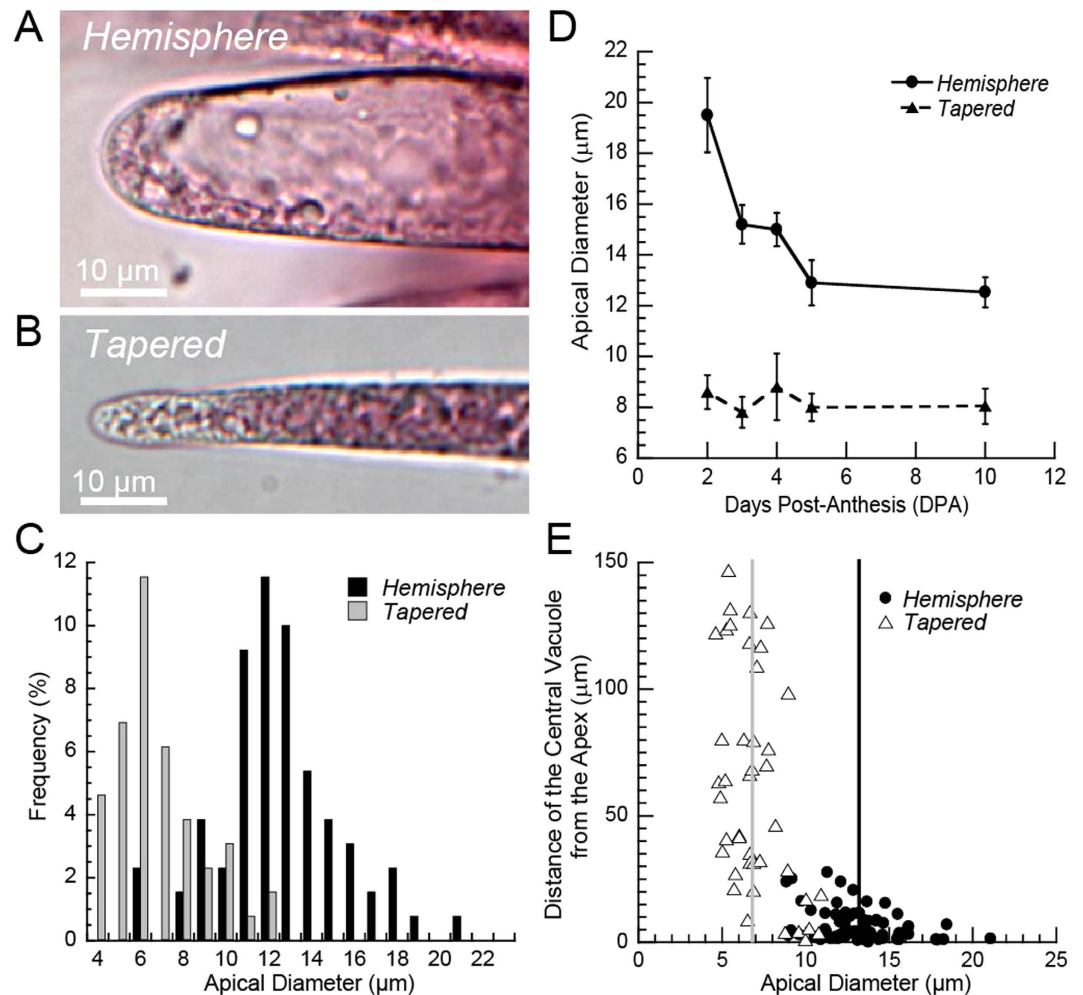 A
Hemisphere
10 µm
B
Tapered
10 µm
C
12
10
8
6
4
2
0
Frequency (%)
Hemisphere
Tapered
4 6 8 10 12 14 16 18 20 22
Apical Diameter (µm)
D
22
20
18
16
14
12
10
8
6
Apical Diameter (µm)
Hemisphere
Tapered
0 2 4 6 8 10 12
Days Post-Anthesis (DPA)
E
150
100
50
0
Distance of the Central Vacuole
from the Apex (µm)
Hemisphere
Tapered
0 5 10 15 20 25
Apical Diameter (µm)